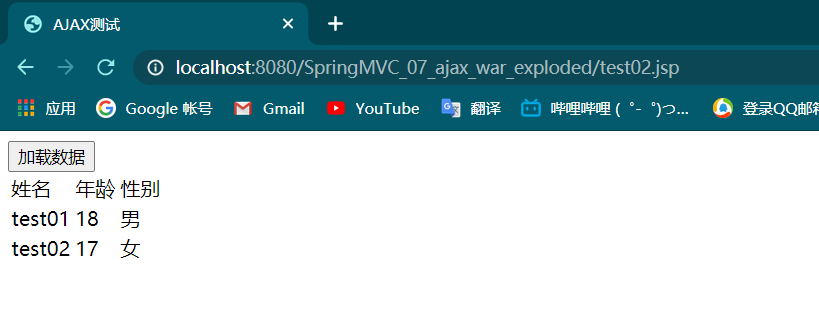 AJAX测试
localhost:8080/SpringMVC_07_ajax_war_exploded/test02.jsp
应用 Google 帐号 Gmail YouTube 翻译 哔哩哔哩 (゜-゜)つ... 登录QQ邮箱
加载数据
姓名 年龄 性别
test01 18 男
test02 17 女